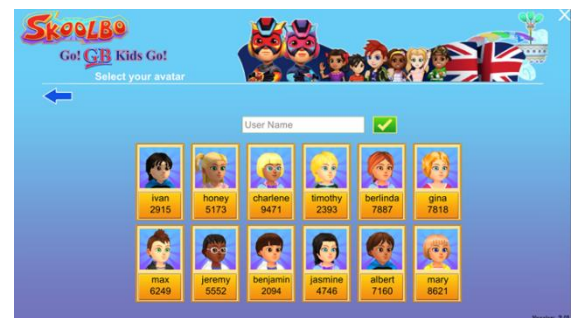 SKOOLBO
Go! GB Kids Go!
Select your avatar
User Name
ivan honey charlene timothy berlinda gina
2915 5173 9471 2393 7887 7818
max jeremy benjamin jasmine albert mary
6249 5552 2094 4746 7160 8621